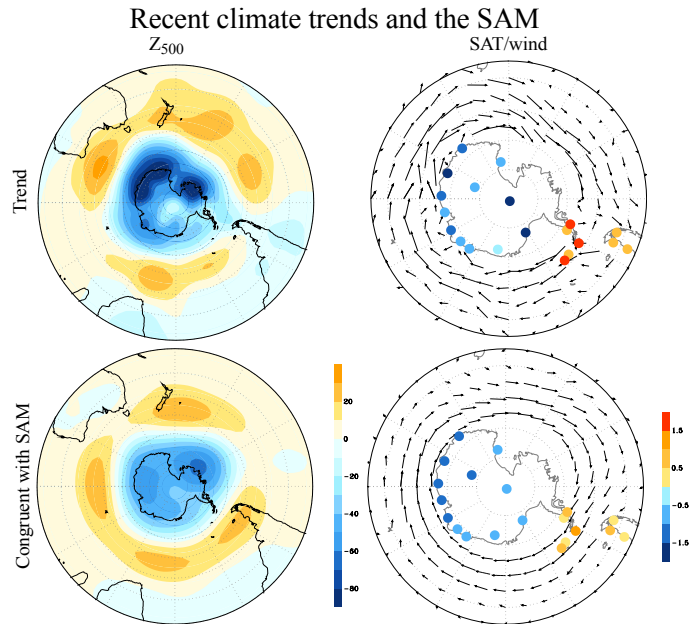 Recent climate trends and the SAM
Z500
SAT/wind
Trend
Congruent with SAM
20
0
-20
-40
-60
-80
1.5
0.5
-0.5
-1.5